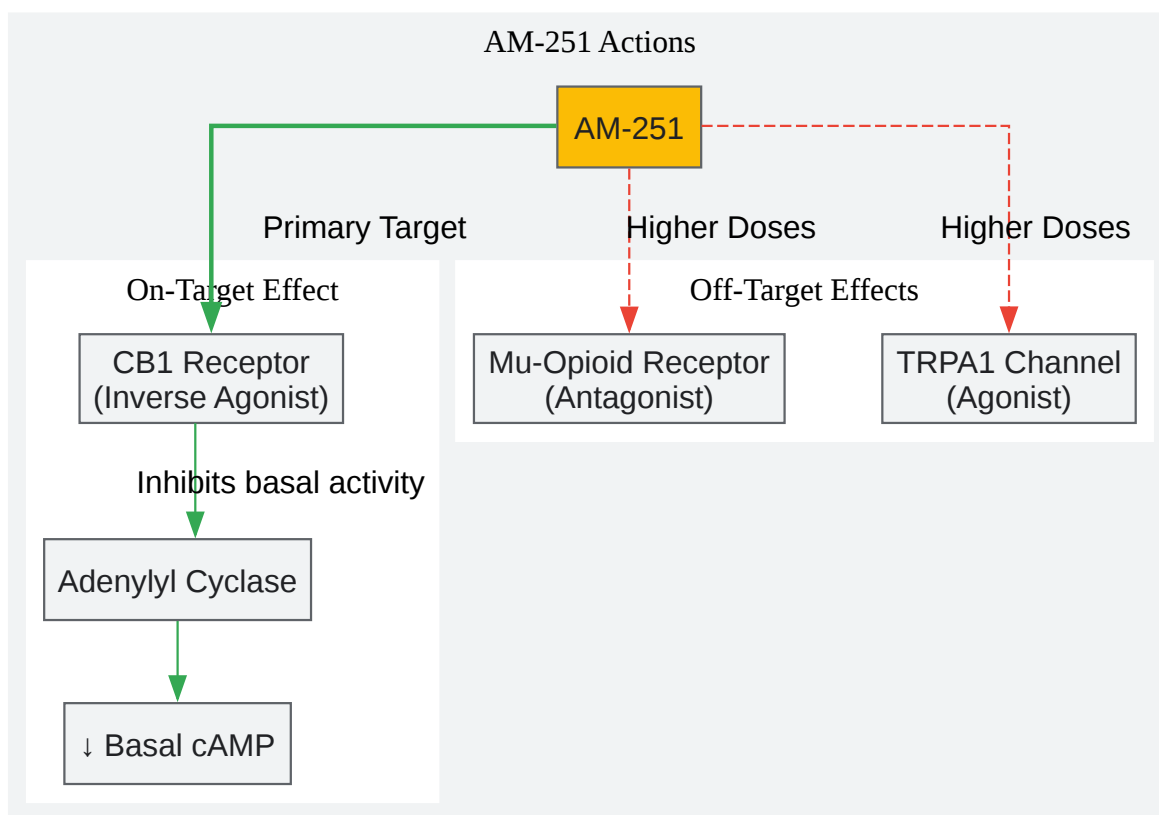 AM-251 Actions
AM-251
Primary Target
Higher Doses
Higher Doses
On-Target Effect
Off-Target Effects
CB1 Receptor
(Inverse Agonist)
Mu-Opioid Receptor
(Antagonist)
TRPA1 Channel
(Agonist)
Inhibits basal activity
Adenylyl Cyclase
↓ Basal cAMP